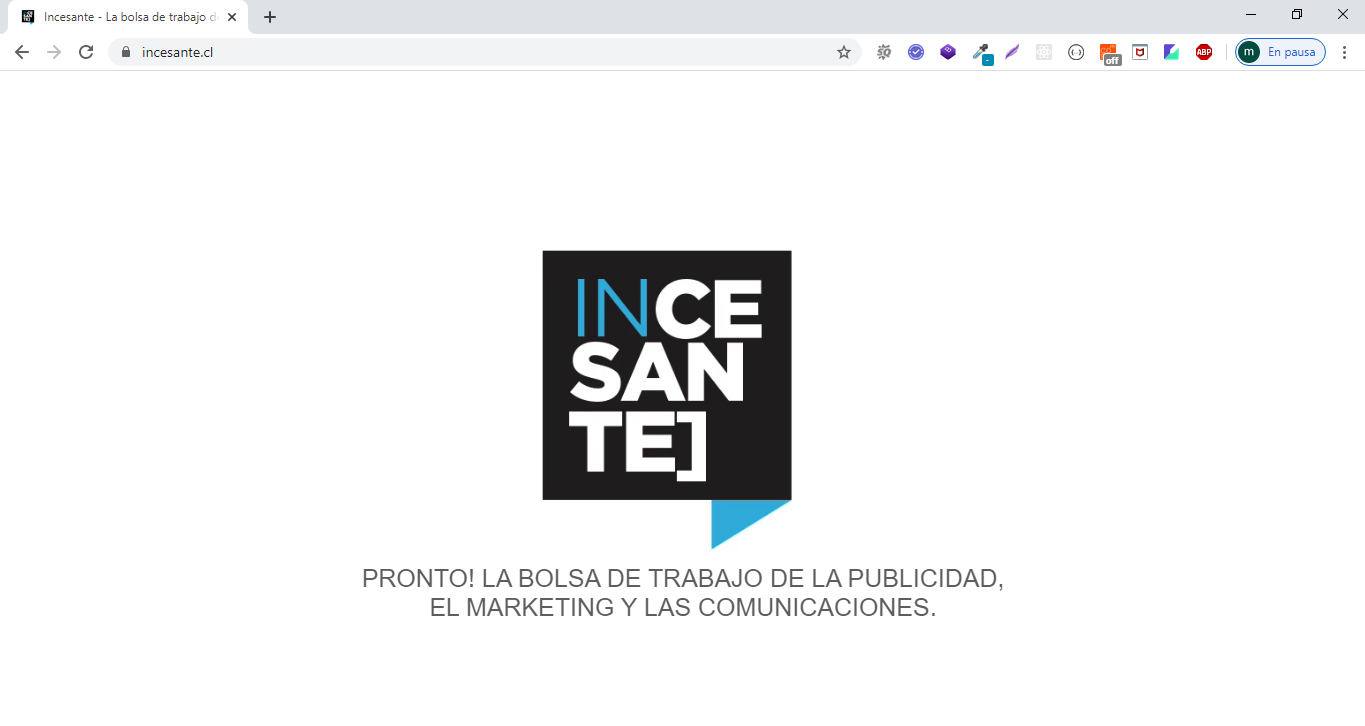 Incesante - La bolsa de trabajo d
incesante.cl
off
ABP
m
En pausa
INCE
SAN
TE]
PRONTO! LA BOLSA DE TRABAJO DE LA PUBLICIDAD,
EL MARKETING Y LAS COMUNICACIONES.